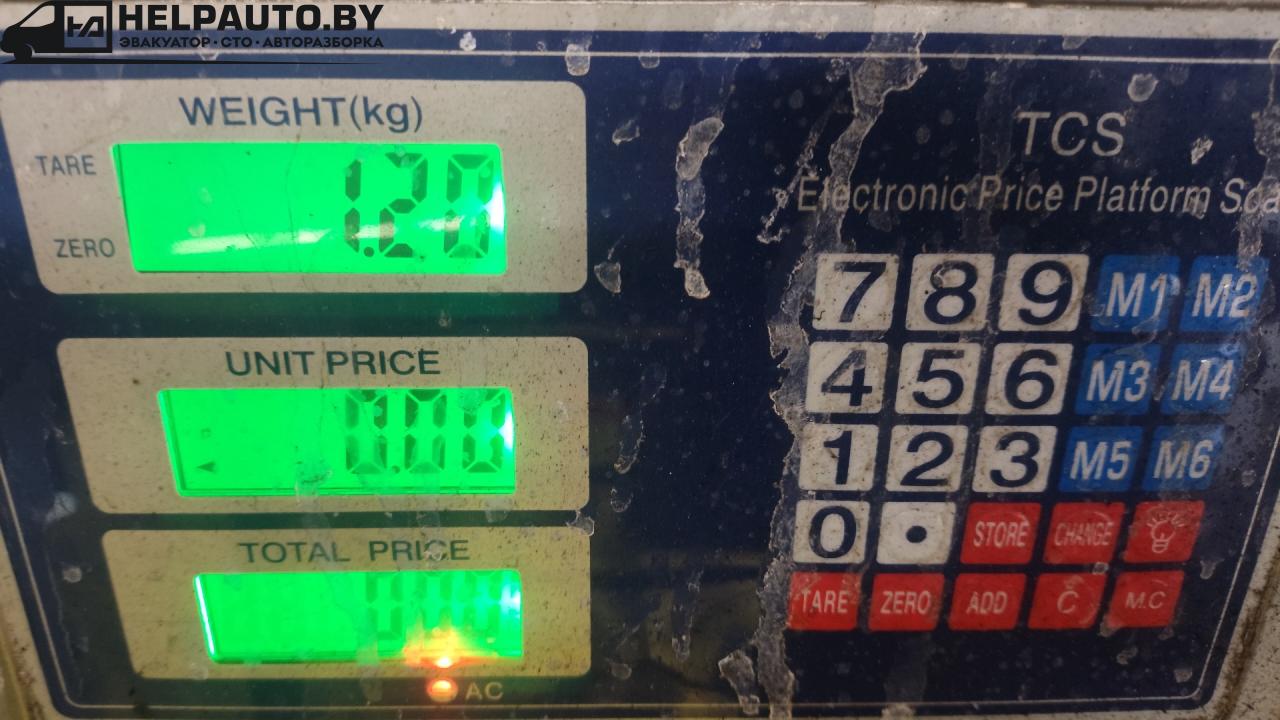 HELPAUTO.BY
ЭВАКУАТОР · СТО · АВТОРАЗБОРКА
WEIGHT(kg)
TARE
1.20
ZERO
UNIT PRICE
0.00
TOTAL PRICE
0.00
AC
TCS
Electronic Price Platform Sca
7 8 9 M1 M2
4 5 6 M3 M4
1 2 3 M5 M6
0 . STORE CHANGE
TARE ZERO ADD C M.C